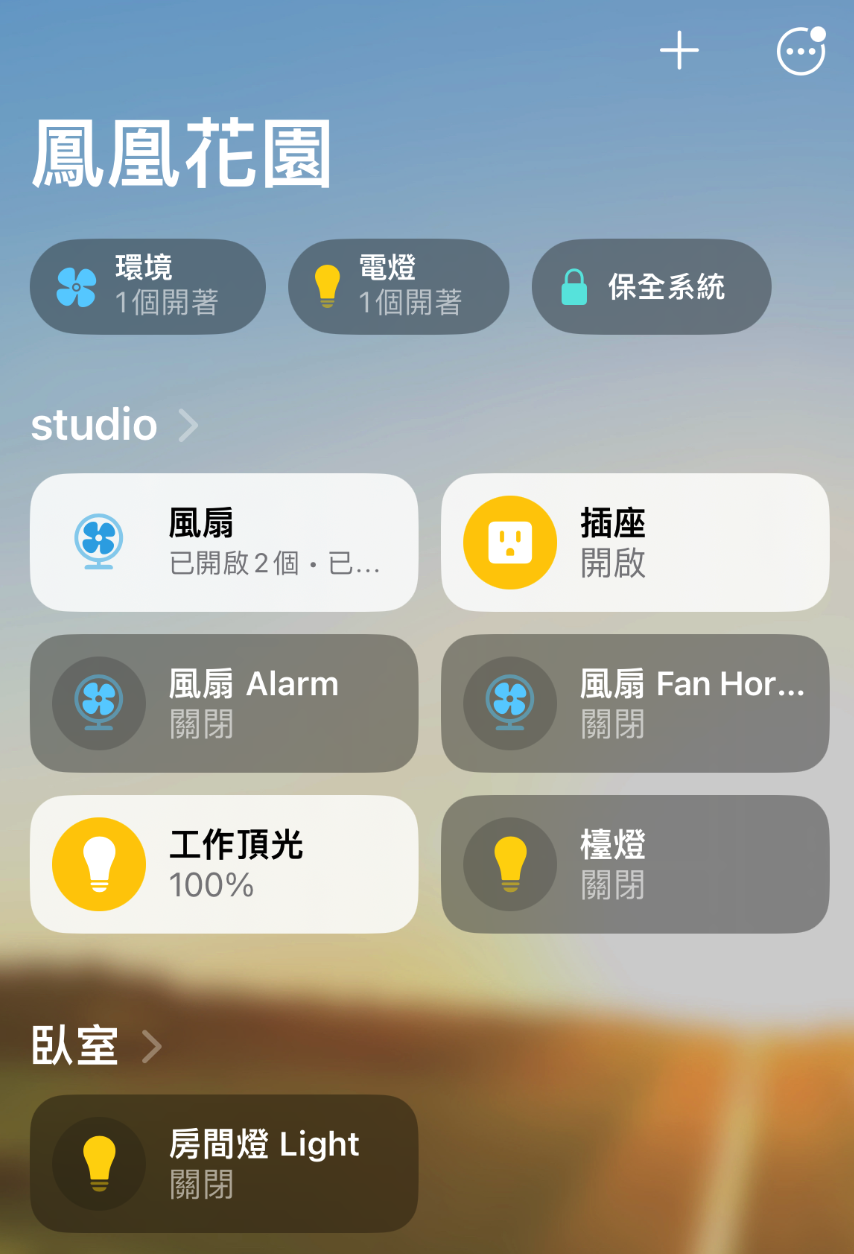 鳳凰花園
環境
1個開著
電燈
1個開著
保全系統
studio
風扇
已開啟2個・已…
插座
開啟
風扇 Alarm
關閉
風扇 Fan Hor…
關閉
工作頂光
100%
檯燈
關閉
臥室
房間燈 Light
關閉